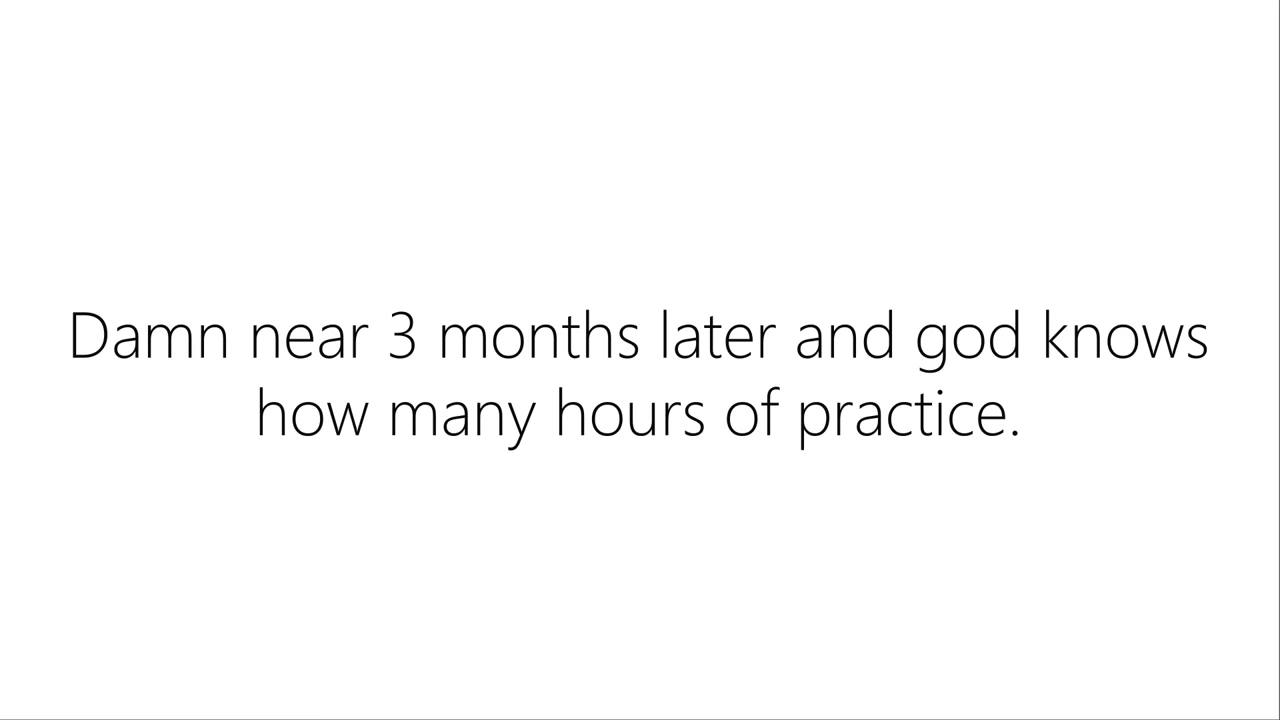 Damn near 3 months later and god knows
how many hours of practice.